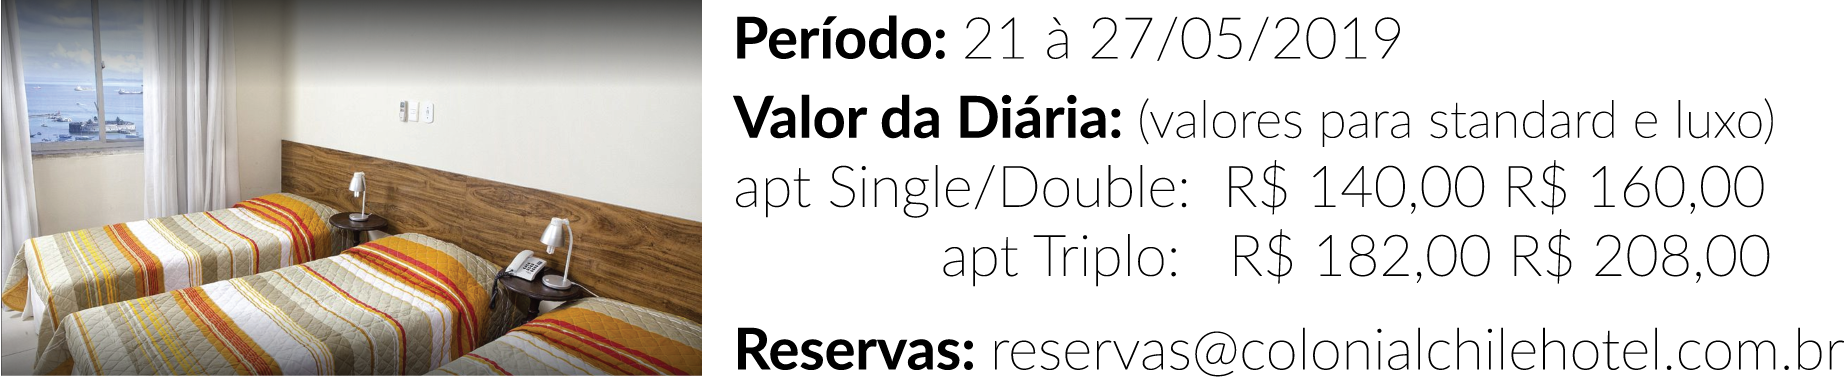 Período: 21 à 27/05/2019
Valor da Diária: (valores para standard e luxo)
apt Single/Double: R$ 140,00 R$ 160,00
apt Triplo: R$ 182,00 R$ 208,00
Reservas: reservas@colonialchilehotel.com.br